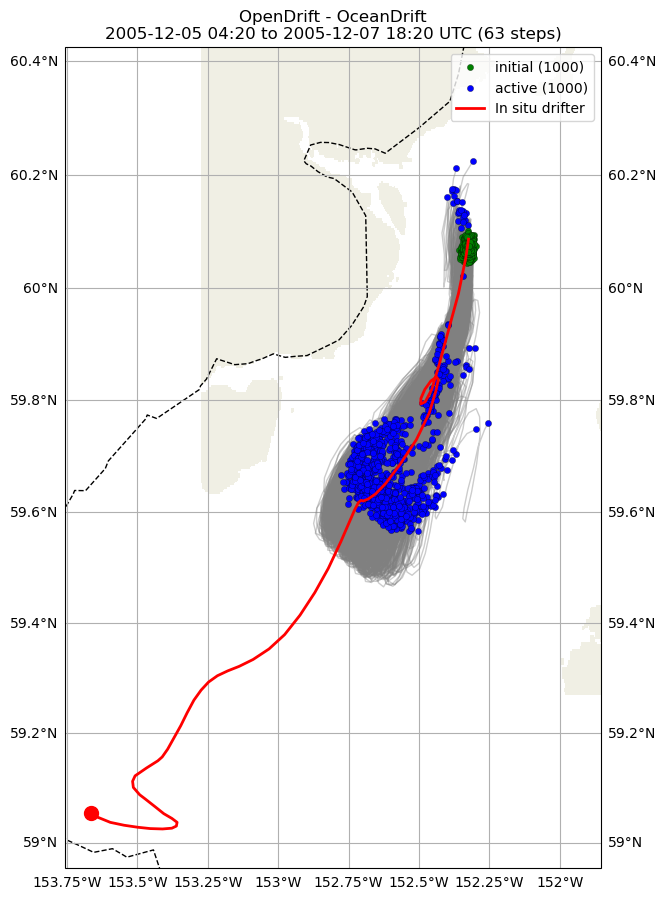 OpenDrift - OceanDrift
2005-12-05 04:20 to 2005-12-07 18:20 UTC (63 steps)
initial (1000)
active (1000)
In situ drifter
60.4°N 60.4°N
60.2°N 60.2°N
60°N 60°N
59.8°N 59.8°N
59.6°N 59.6°N
59.4°N 59.4°N
59.2°N 59.2°N
59°N 59°N
153.75°W 153.5°W 153.25°W 153°W 152.75°W 152.5°W 152.25°W 152°W